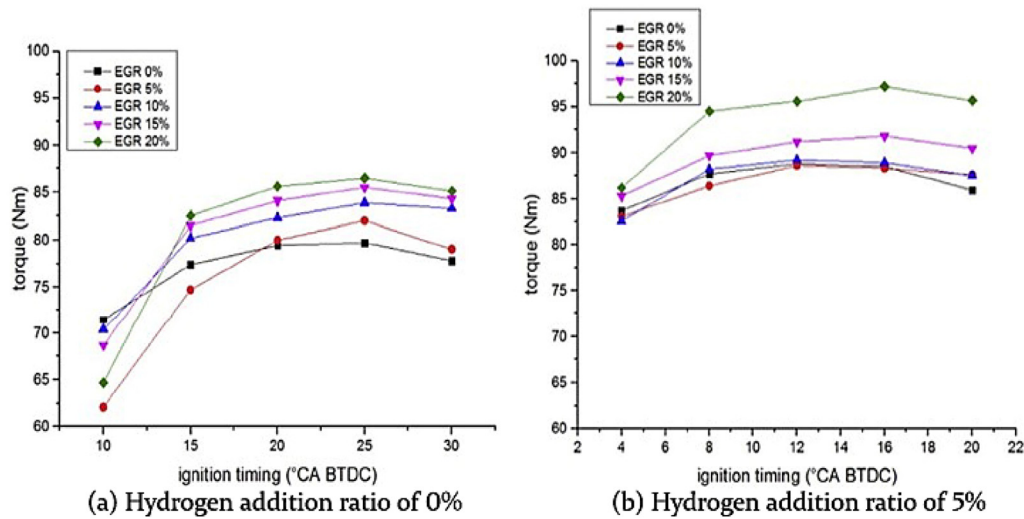 EGR 0%
EGR 5%
EGR 10%
EGR 15%
EGR 20%
100
95
90
85
80
75
70
65
60
torque (Nm)
10 15 20 25 30
ignition timing (°CA BTDC)
(a) Hydrogen addition ratio of 0%
EGR 0%
EGR 5%
EGR 10%
EGR 15%
EGR 20%
100
95
90
85
80
75
70
65
60
torque (Nm)
2 4 6 8 10 12 14 16 18 20 22
ignition timing (°CA BTDC)
(b) Hydrogen addition ratio of 5%